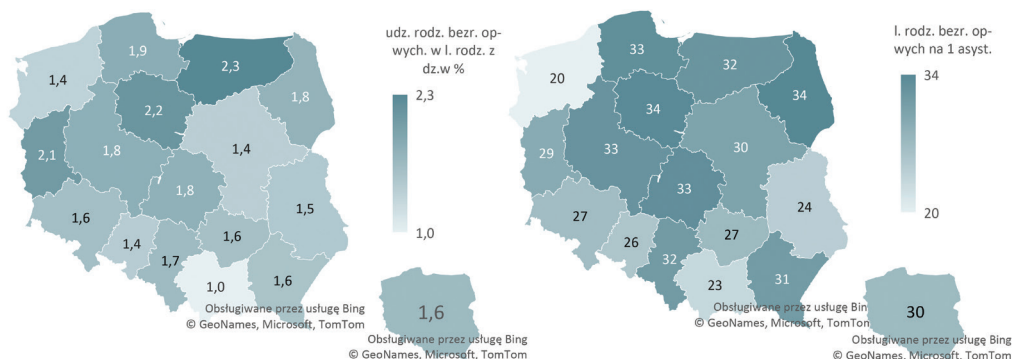 udz. rodz. bezr. op-
wych. w l. rodz. z
dz.w %
2,3
1,0
1,9
1,4
2,3
1,8
2,2
2,1
1,8
1,4
1,8
1,5
1,6
1,4
1,6
1,7
1,0
1,6
Obsługiwane przez usługę Bing
© GeoNames, Microsoft, TomTom
1,6
Obsługiwane przez usługę Bing
© GeoNames, Microsoft, TomTom
l. rodz. bezr. op-
wych na 1 asyst.
34
20
33
20
32
34
34
29
33
30
33
24
27
26
27
32
23
31
Obsługiwane przez usługę Bing
© GeoNames, Microsoft, TomTom
30
Obsługiwane przez usługę Bing
© GeoNames, Microsoft, TomTom